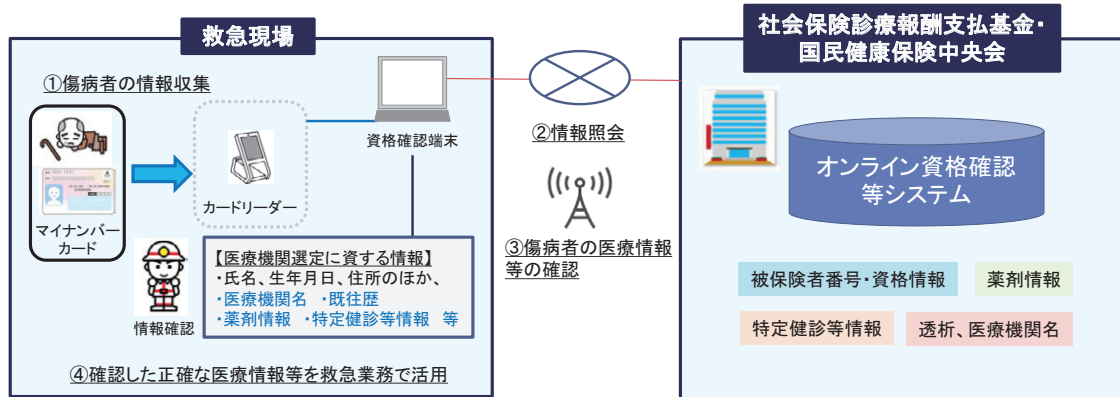 救急現場
①傷病者の情報収集
マイナンバー
カード
カードリーダー
資格確認端末
情報確認
【医療機関選定に資する情報】
・氏名、生年月日、住所のほか、
・医療機関名 ・既往歴
・薬剤情報 ・特定健診等情報 等
④確認した正確な医療情報等を救急業務で活用
②情報照会
③傷病者の医療情報
等の確認
社会保険診療報酬支払基金・
国民健康保険中央会
オンライン資格確認
等システム
被保険者番号・資格情報
薬剤情報
特定健診等情報
透析、医療機関名